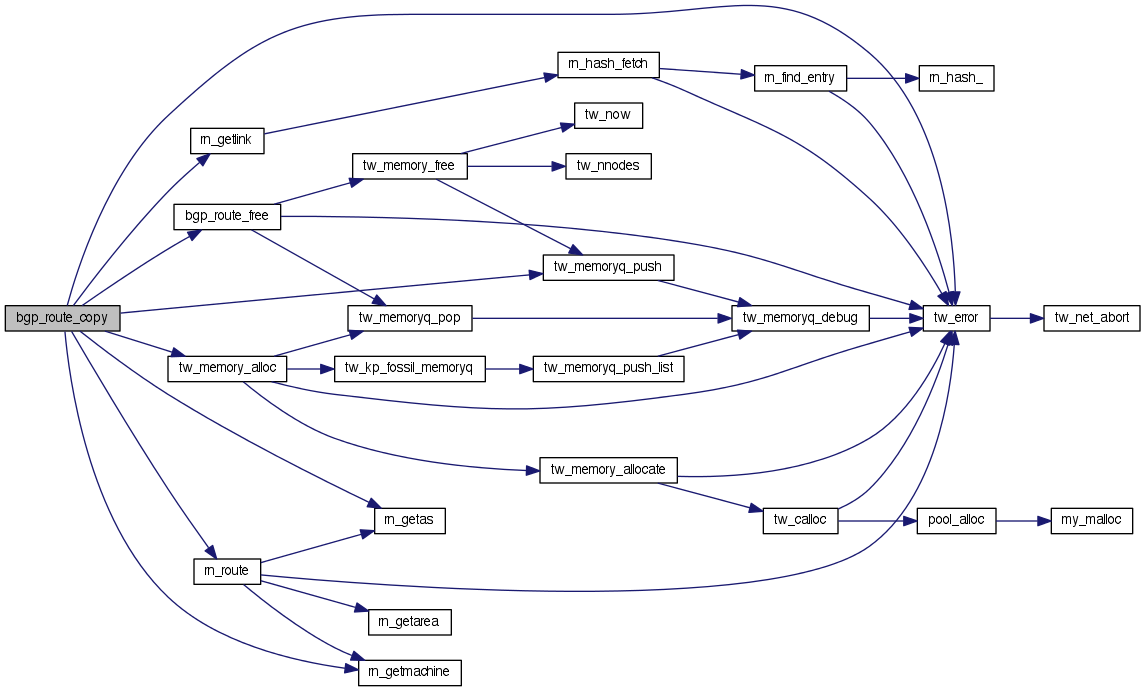 rn_hash_fetch
rn_find_entry
rn_hash_
tw_now
rn_getlink
tw_memory_free
tw_nnodes
bgp_route_free
tw_memoryq_push
bgp_route_copy
tw_memoryq_pop
tw_memoryq_debug
tw_error
tw_net_abort
tw_memory_alloc
tw_kp_fossil_memoryq
tw_memoryq_push_list
tw_memory_allocate
rn_getas
tw_calloc
pool_alloc
my_malloc
rn_route
rn_getarea
rn_getmachine